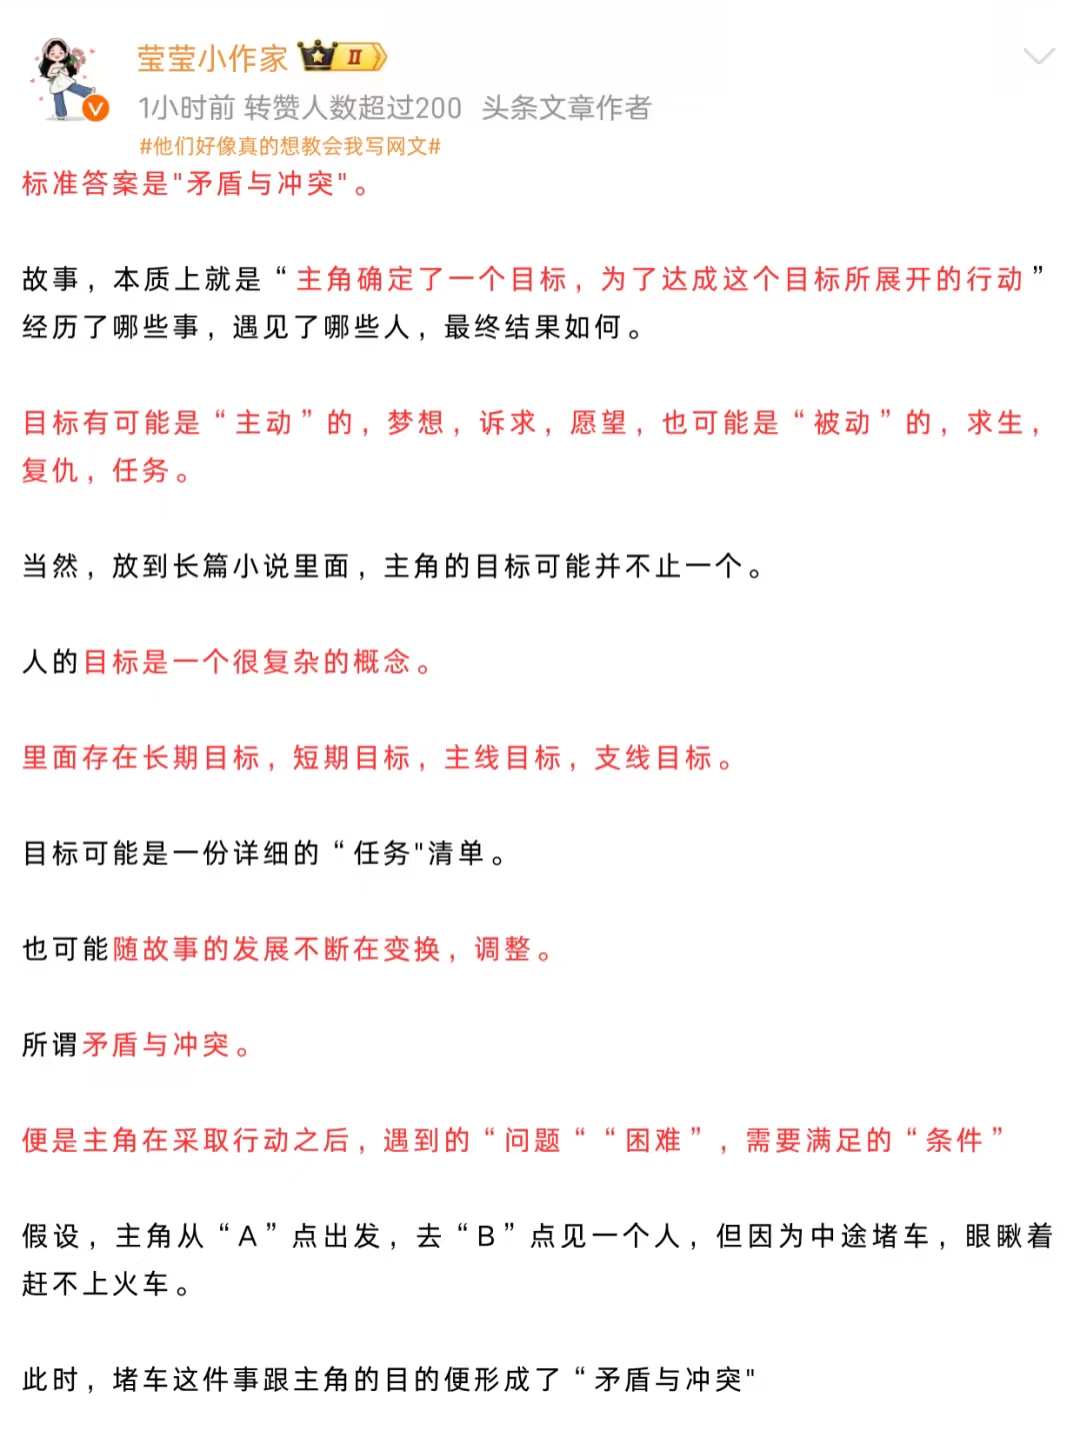 莹莹小作家 II
1小时前 转赞人数超过200 头条文章作者
#他们好像真的想教会我写网文#
标准答案是"矛盾与冲突"。
故事，本质上就是“主角确定了一个目标，为了达成这个目标所展开的行动”
经历了哪些事，遇见了哪些人，最终结果如何。
目标有可能是“主动”的，梦想，诉求，愿望，也可能是“被动”的，求生，
复仇，任务。
当然，放到长篇小说里面，主角的目标可能并不止一个。
人的目标是一个很复杂的概念。
里面存在长期目标，短期目标，主线目标，支线目标。
目标可能是一份详细的“任务"清单。
也可能随故事的发展不断在变换，调整。
所谓矛盾与冲突。
便是主角在采取行动之后，遇到的“问题““困难”，需要满足的“条件”
假设，主角从“A”点出发，去“B”点见一个人，但因为中途堵车，眼瞅着
赶不上火车。
此时，堵车这件事跟主角的目的便形成了“矛盾与冲突"